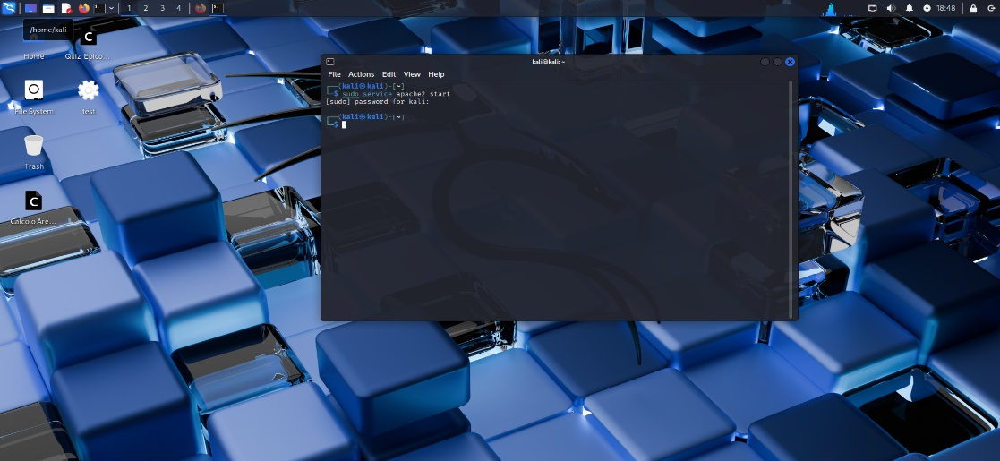 1 2 3 4
18:48
/home/kali
Home
Quiz Epico...
File System
test
Trash
Calcolo Are...
kali@kali: ~
File Actions Edit View Help
┌──(kali㉿kali)-[~]
└─$ sudo service apache2 start
[sudo] password for kali:
┌──(kali㉿kali)-[~]
└─$